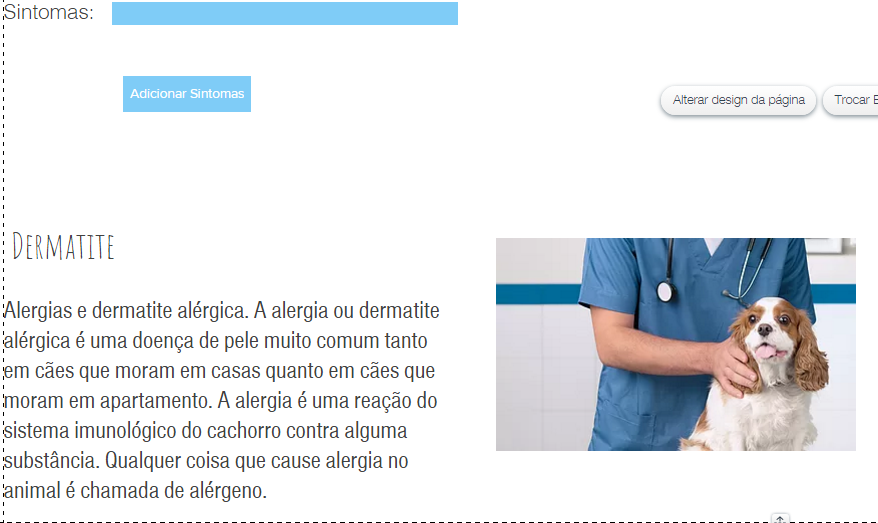 Sintomas:
Adicionar Sintomas
Alterar design da página
Trocar
Dermatite
Alergias e dermatite alérgica. A alergia ou dermatite
alérgica é uma doença de pele muito comum tanto
em cães que moram em casas quanto em cães que
moram em apartamento. A alergia é uma reação do
sistema imunológico do cachorro contra alguma
substância. Qualquer coisa que cause alergia no
animal é chamada de alérgeno.